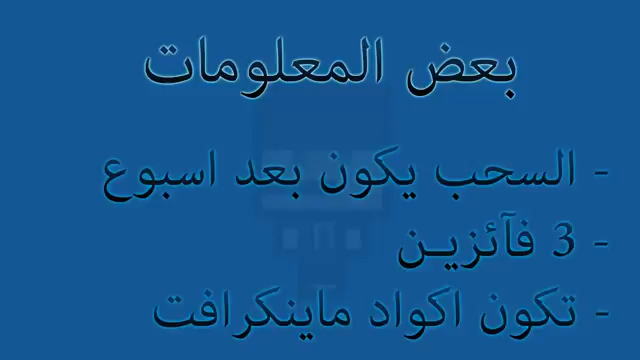 بعض المعلومات
- السحب يكون بعد اسبوع
- 3 فآئزيـن
- تكون اكواد ماينكرافت